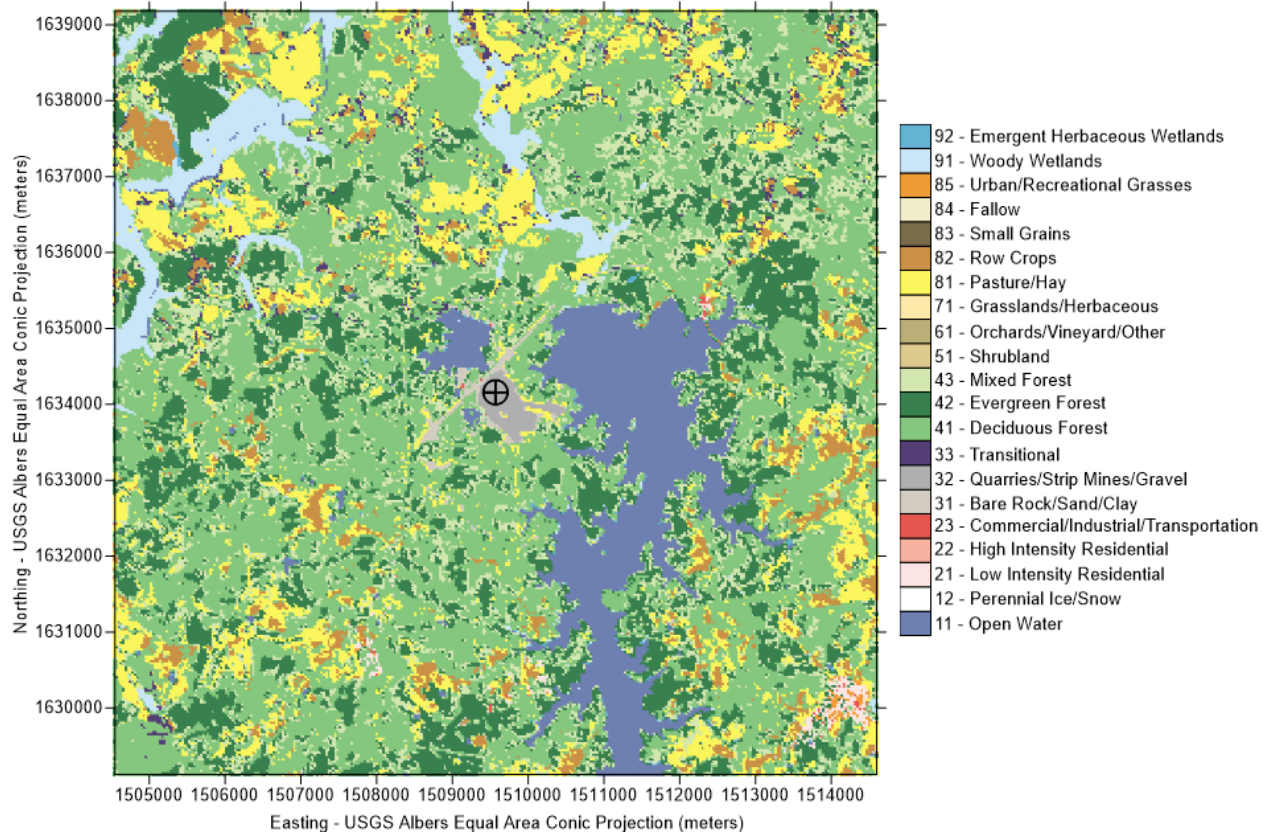 1639000
1638000
1637000
1636000
1635000
1634000
1633000
1632000
1631000
1630000
Northing - USGS Albers Equal Area Conic Projection (meters)
1505000 1506000 1507000 1508000 1509000 1510000 1511000 1512000 1513000 1514000
Easting - USGS Albers Equal Area Conic Projection (meters)
92 - Emergent Herbaceous Wetlands
91 - Woody Wetlands
85 - Urban/Recreational Grasses
84 - Fallow
83 - Small Grains
82 - Row Crops
81 - Pasture/Hay
71 - Grasslands/Herbaceous
61 - Orchards/Vineyard/Other
51 - Shrubland
43 - Mixed Forest
42 - Evergreen Forest
41 - Deciduous Forest
33 - Transitional
32 - Quarries/Strip Mines/Gravel
31 - Bare Rock/Sand/Clay
23 - Commercial/Industrial/Transportation
22 - High Intensity Residential
21 - Low Intensity Residential
12 - Perennial Ice/Snow
11 - Open Water